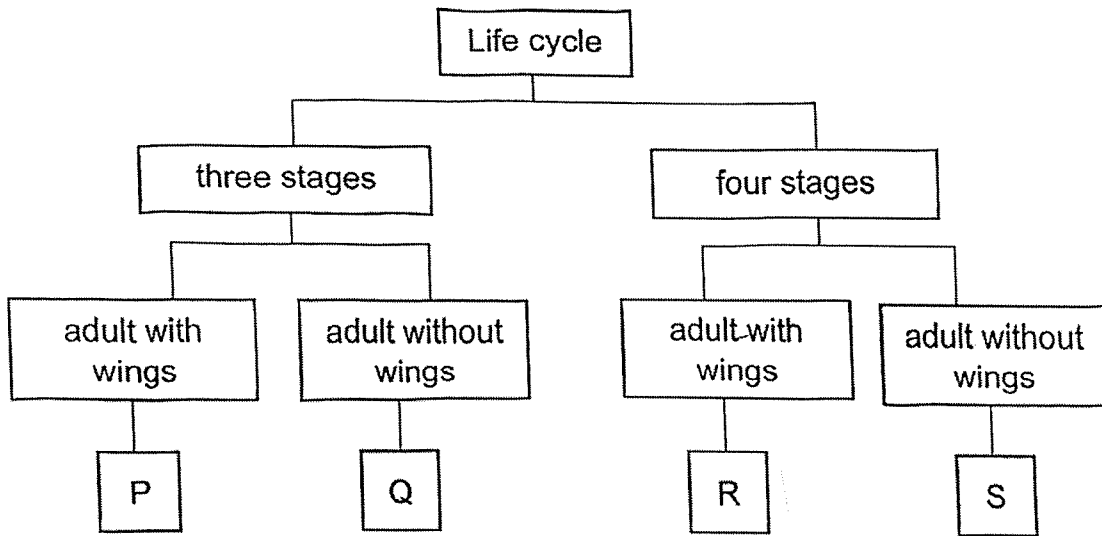 Life cycle
three stages
four stages
adult with
wings
adult without
wings
adult with
wings
adult without
wings
P
Q
R
S